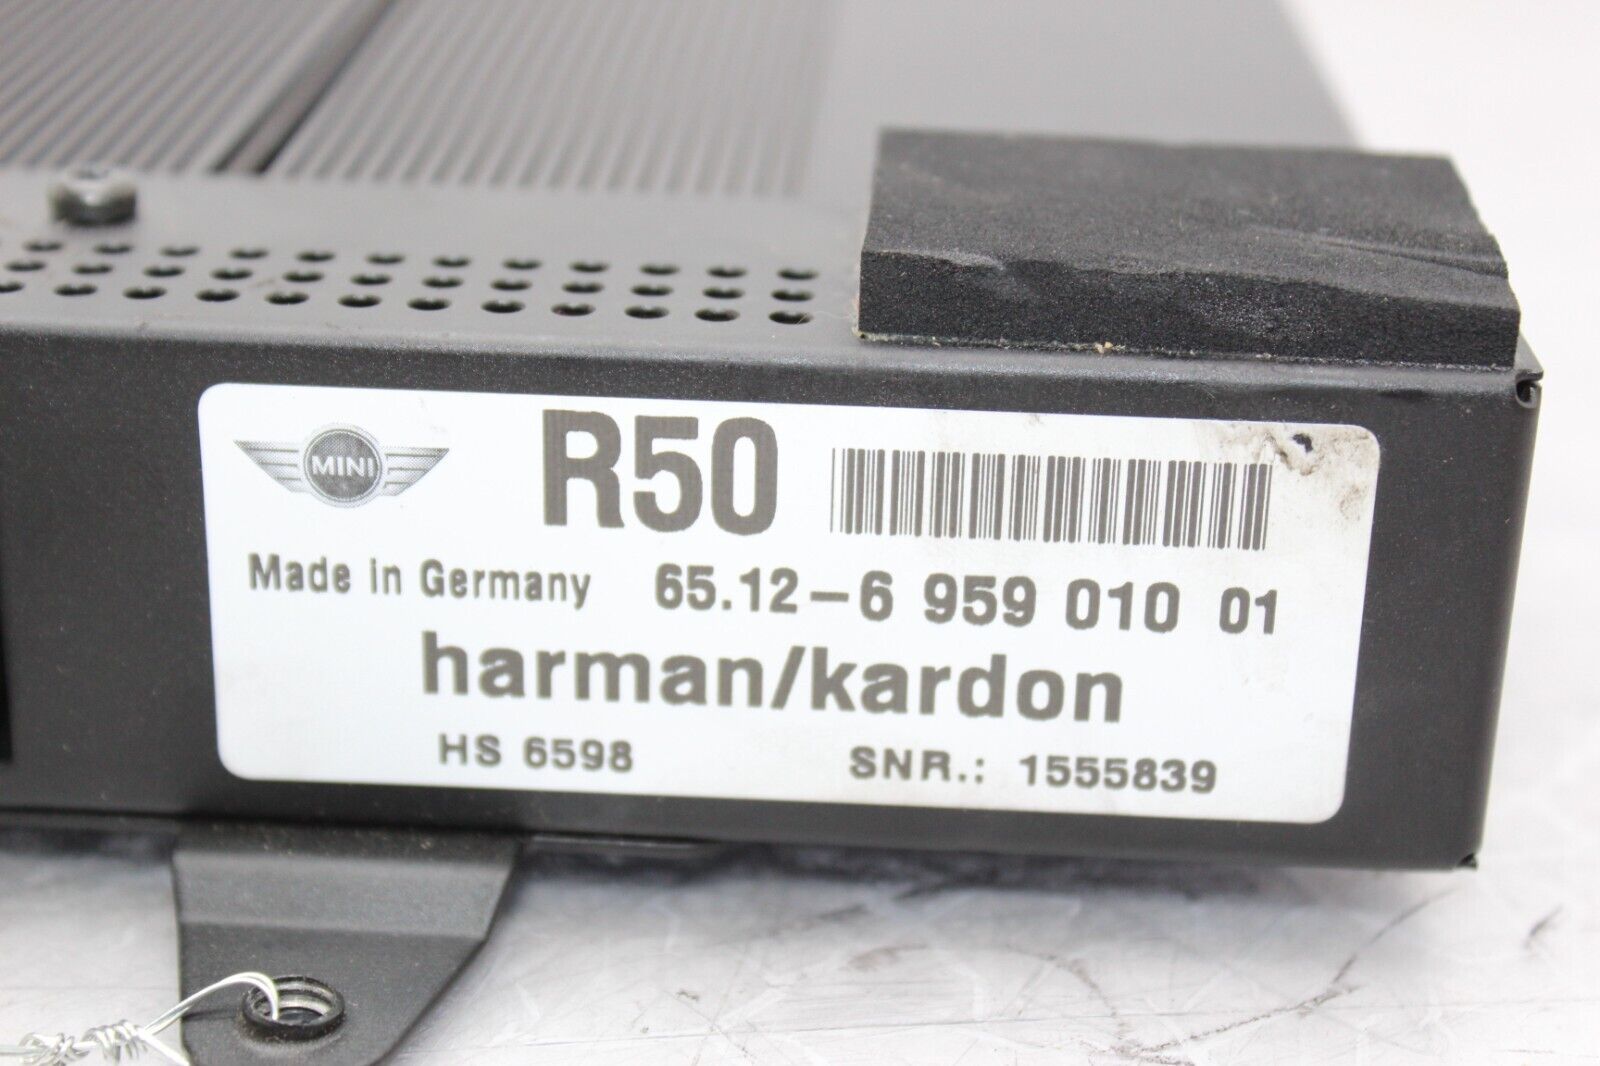 MINI
R50
Made in Germany 65.12-6 959 010 01
harman/kardon
HS 6598 SNR.: 1555839